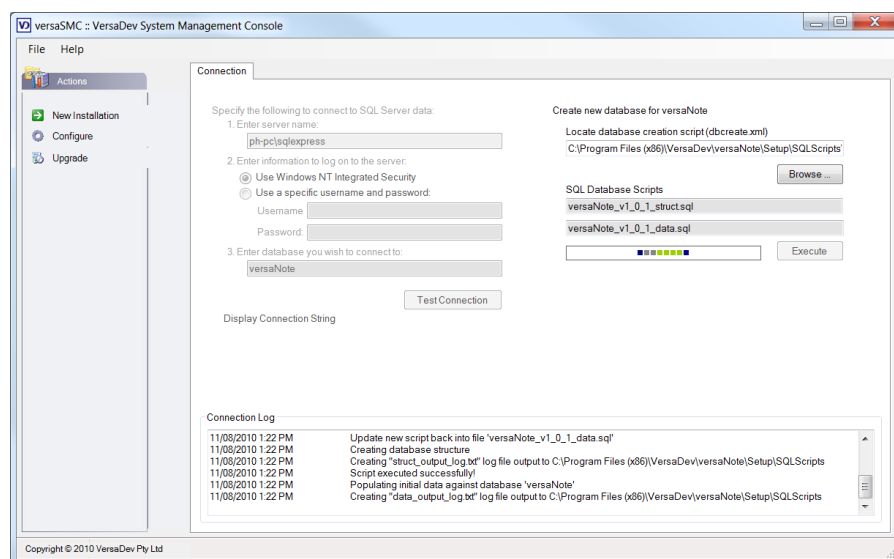 versaSMC :: VersaDev System Management Console
File Help
Actions
New Installation
Configure
Upgrade
Connection
Specify the following to connect to SQL Server data:
1. Enter server name:
ph-pc\sqlexpress
2. Enter information to log on to the server:
Use Windows NT Integrated Security
Use a specific username and password:
Username
Password:
3. Enter database you wish to connect to:
versaNote
Test Connection
Display Connection String
Create new database for versaNote
Locate database creation script (dbcreate.xml)
C:\Program Files (x86)\VersaDev\versaNote\Setup\SQLScripts\
Browse ...
SQL Database Scripts
versaNote_v1_0_1_struct.sql
versaNote_v1_0_1_data.sql
Execute
Connection Log
11/08/2010 1:22 PM Update new script back into file 'versaNote_v1_0_1_data.sql'
11/08/2010 1:22 PM Creating database structure
11/08/2010 1:22 PM Creating "struct_output_log.txt" log file output to C:\Program Files (x86)\VersaDev\versaNote\Setup\SQLScripts
11/08/2010 1:22 PM Script executed successfully!
11/08/2010 1:22 PM Populating initial data against database 'versaNote'
11/08/2010 1:22 PM Creating "data_output_log.txt" log file output to C:\Program Files (x86)\VersaDev\versaNote\Setup\SQLScripts
Copyright © 2010 VersaDev Pty Ltd